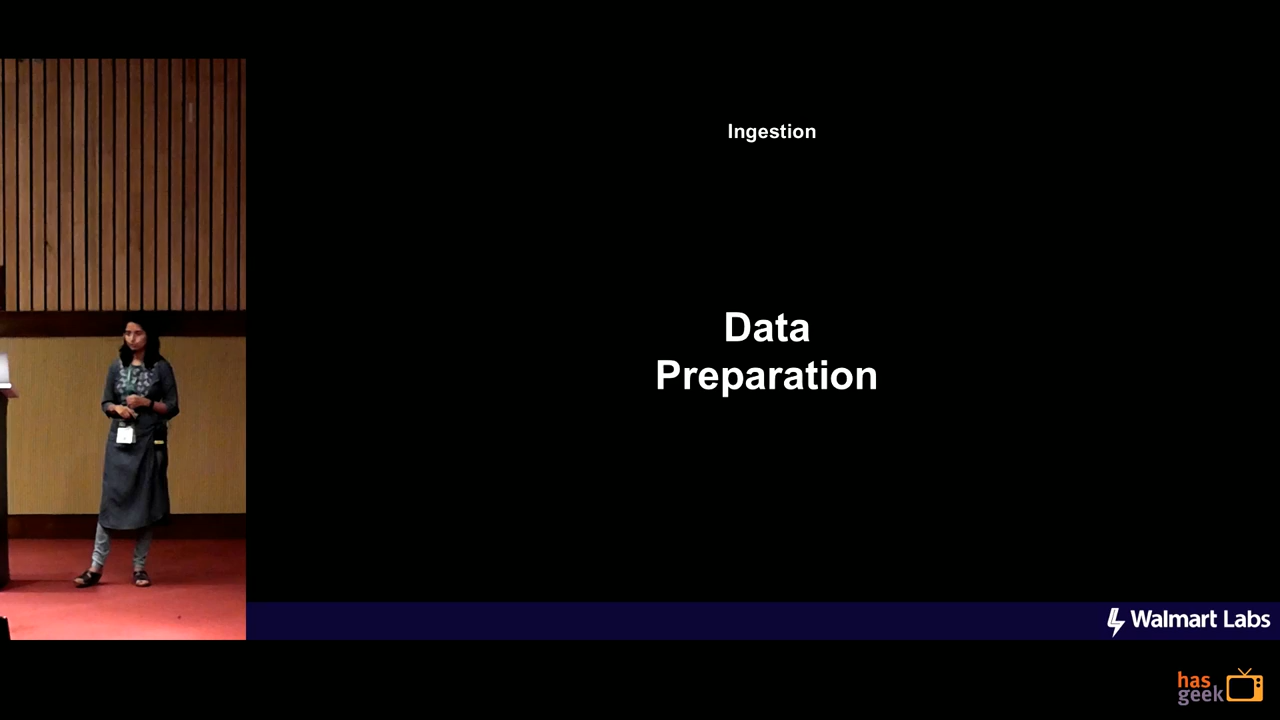 Ingestion
Data
Preparation
Walmart Labs
has
geek